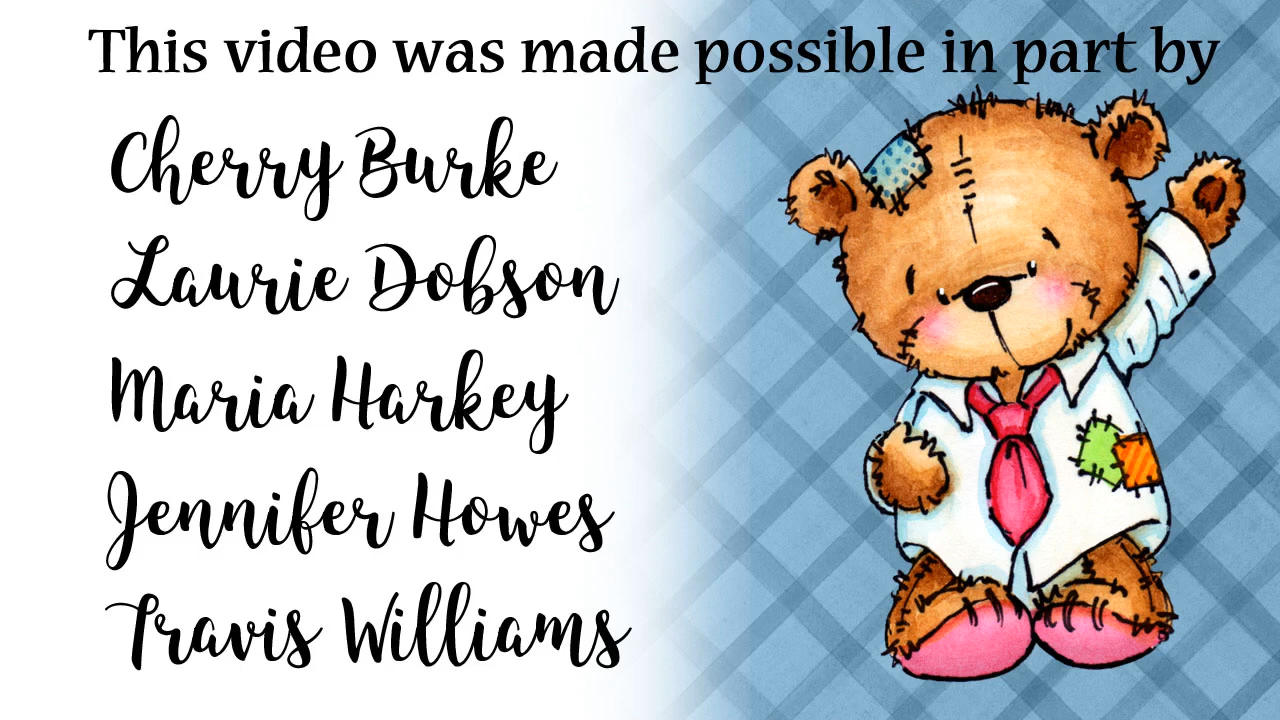 This video was made possible in part by
Cherry Burke
Laurie Dobson
Maria Harkey
Jennifer Howes
Travis Williams